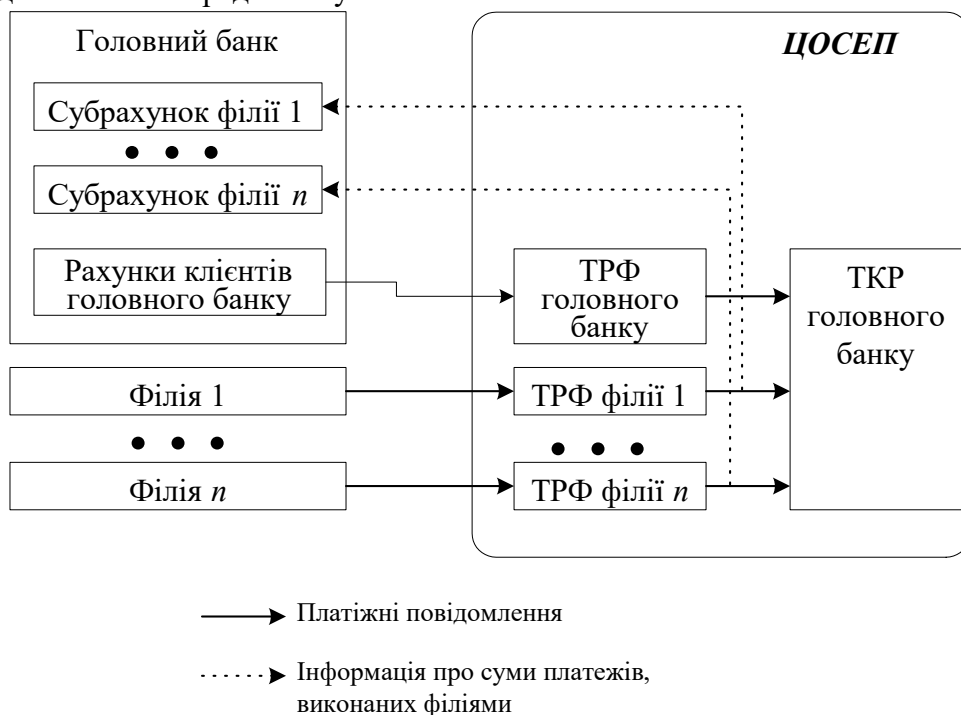 Головний банк
ЦОСЕП
Субрахунок філії 1
Субрахунок філії n
Рахунки клієнтів
головного банку
ТРФ
головного
банку
ТКР
головного
банку
Філія 1
ТРФ філії 1
Філія n
ТРФ філії n
Платіжні повідомлення
Інформація про суми платежів,
виконаних філіями